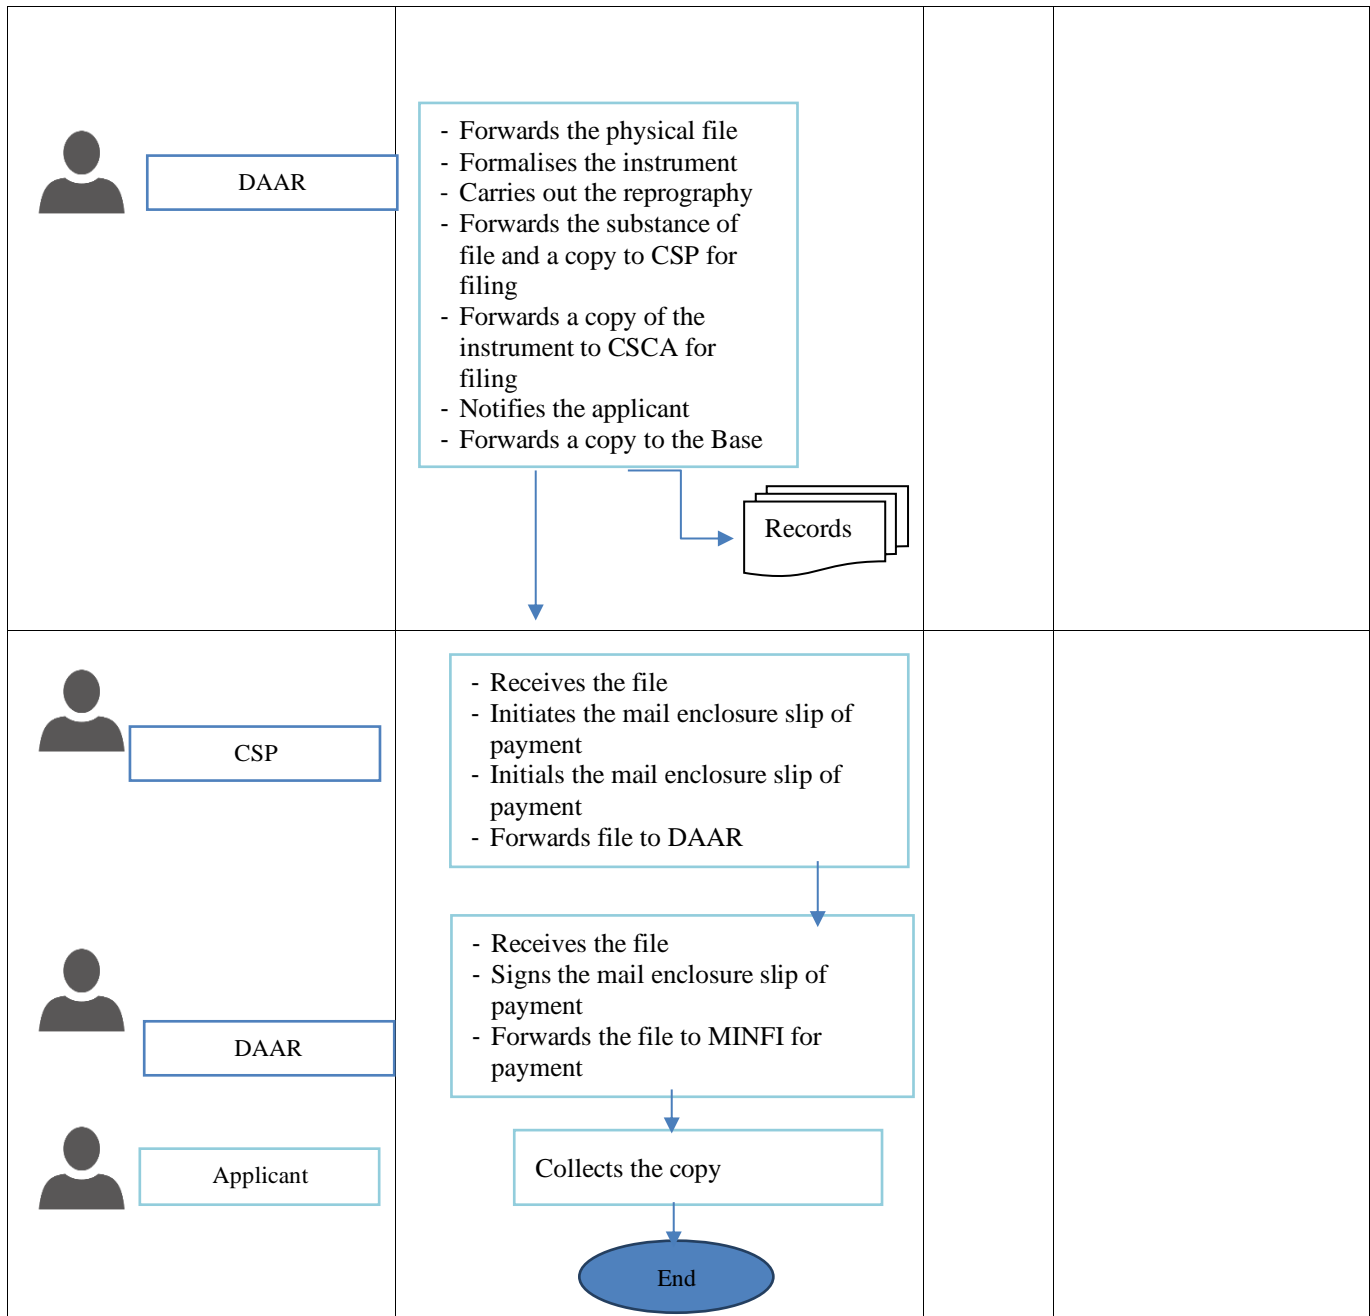 DAAR
- Forwards the physical file
- Formalises the instrument
- Carries out the reprography
- Forwards the substance of
file and a copy to CSP for
filing
- Forwards a copy of the
instrument to CSCA for
filing
- Notifies the applicant
- Forwards a copy to the Base
Records
CSP
- Receives the file
- Initiates the mail enclosure slip of
payment
- Initials the mail enclosure slip of
payment
- Forwards file to DAAR
DAAR
- Receives the file
- Signs the mail enclosure slip of
payment
- Forwards the file to MINFI for
payment
Applicant
Collects the copy
End